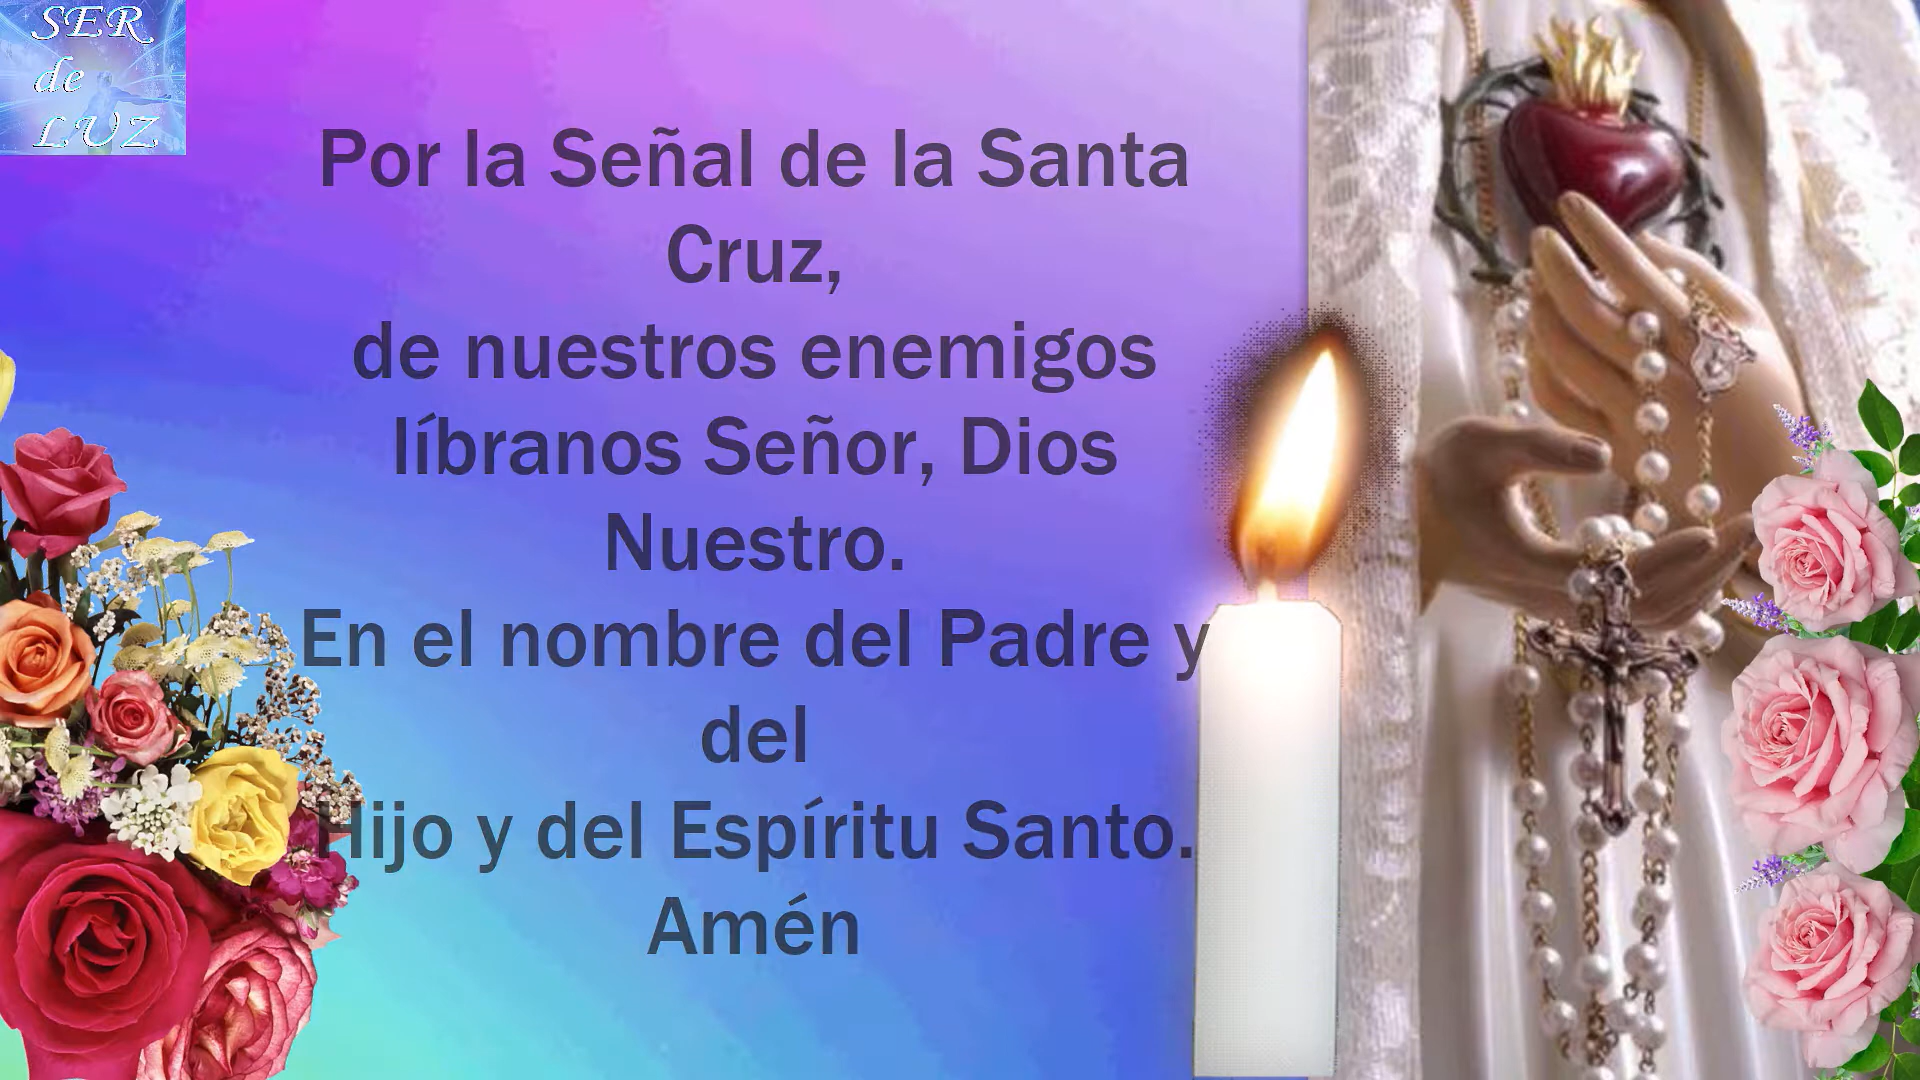 SER
de
LUZ
Por la Señal de la Santa
Cruz,
de nuestros enemigos
líbranos Señor, Dios
Nuestro.
En el nombre del Padre y
del
Hijo y del Espíritu Santo.
Amén